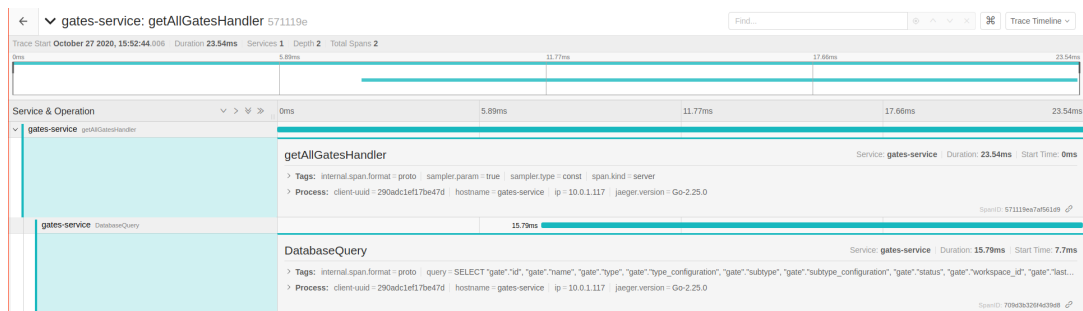 gates-service: getAllGatesHandler 571119e Find... Trace Timeline
Trace Start October 27 2020, 15:52:44.006 Duration 23.54ms Services 1 Depth 2 Total Spans 2
0ms 5.89ms 11.77ms 17.66ms 23.54ms
Service & Operation 0ms 5.89ms 11.77ms 17.66ms 23.54ms
gates-service getAllGatesHandler
getAllGatesHandler Service: gates-service Duration: 23.54ms Start Time: 0ms
Tags: internal.span.format = proto sampler.param = true sampler.type = const span.kind = server
Process: client-uuid = 290adc1ef17be47d hostname = gates-service ip = 10.0.1.117 jaeger.version = Go-2.25.0
SpanID: 571119ea7af561d9
gates-service DatabaseQuery 15.79ms
DatabaseQuery Service: gates-service Duration: 15.79ms Start Time: 7.7ms
Tags: internal.span.format = proto query = SELECT "gate"."id", "gate"."name", "gate"."type", "gate"."type_configuration", "gate"."subtype", "gate"."subtype_configuration", "gate"."status", "gate"."workspace_id", "gate"."last...
Process: client-uuid = 290adc1ef17be47d hostname = gates-service ip = 10.0.1.117 jaeger.version = Go-2.25.0
SpanID: 709d3b326f4d39d8